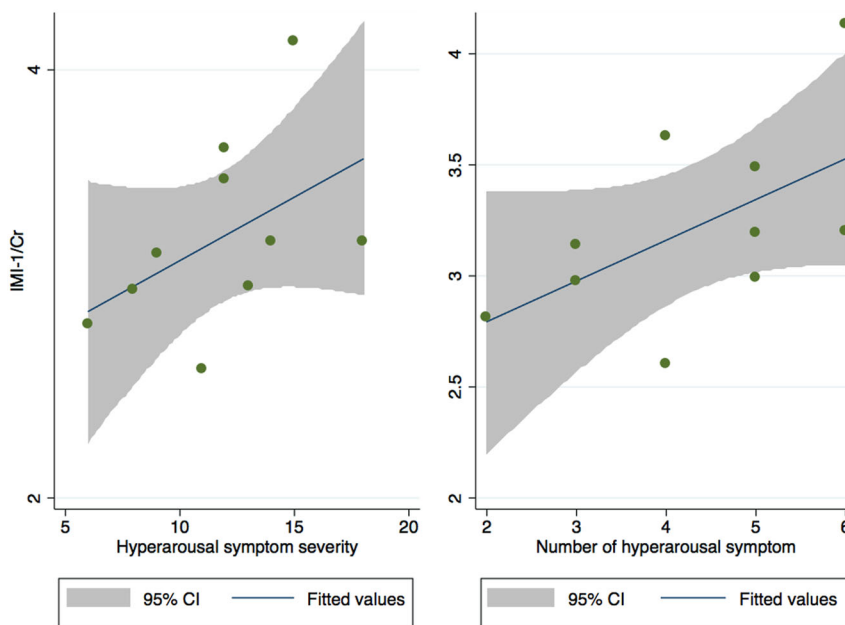 4
2
IMI-1/Cr
5 10 15 20
Hyperarousal symptom severity
95% CI Fitted values
4
3.5
3
2.5
2
2 3 4 5 6
Number of hyperarousal symptom
95% CI Fitted values